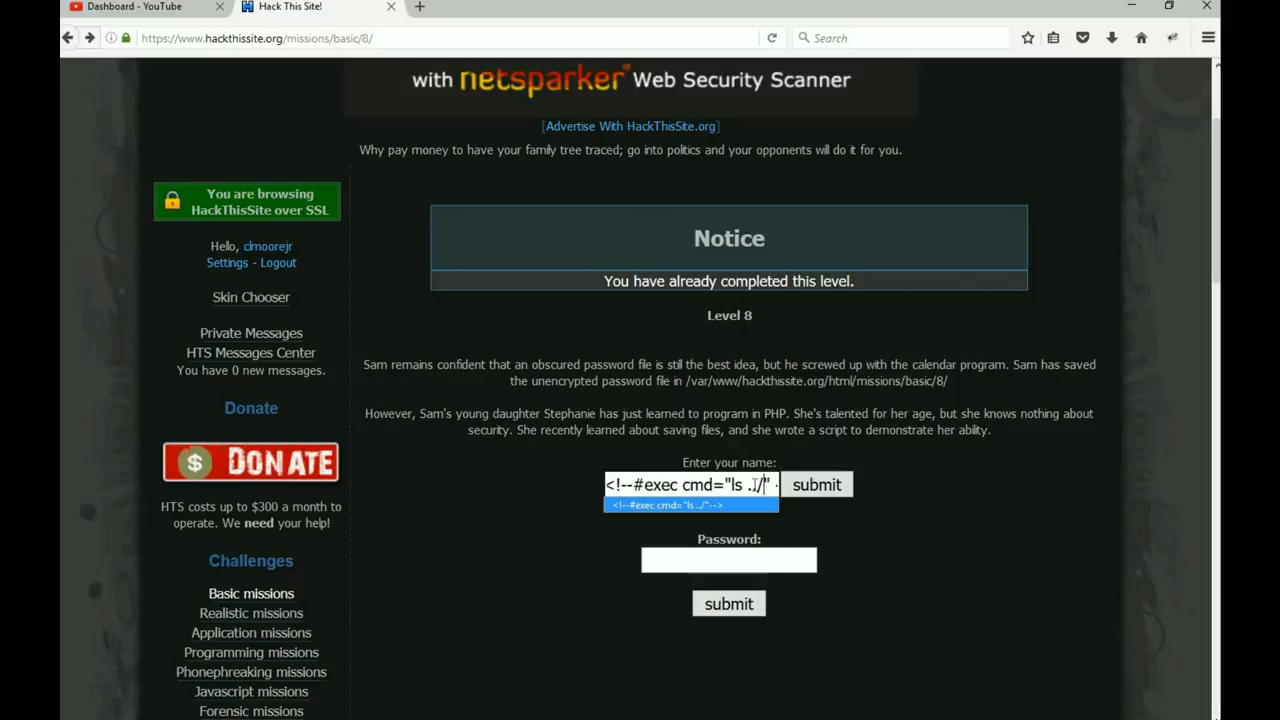 Dashboard - YouTube
Hack This Site!
https://www.hackthissite.org/missions/basic/8/
Search
with netsparker Web Security Scanner
[Advertise With HackThisSite.org]
Why pay money to have your family tree traced; go into politics and your opponents will do it for you.
You are browsing
HackThisSite over SSL
Hello, clmoorejr
Settings - Logout
Skin Chooser
Private Messages
HTS Messages Center
You have 0 new messages.
Donate
$ DONATE
HTS costs up to $300 a month to
operate. We need your help!
Challenges
Basic missions
Realistic missions
Application missions
Programming missions
Phonephreaking missions
Javascript missions
Forensic missions
Notice
You have already completed this level.
Level 8
Sam remains confident that an obscured password file is still the best idea, but he screwed up with the calendar program. Sam has saved
the unencrypted password file in /var/www/hackthissite.org/html/missions/basic/8/
However, Sam's young daughter Stephanie has just learned to program in PHP. She's talented for her age, but she knows nothing about
security. She recently learned about saving files, and she wrote a script to demonstrate her ability.
Enter your name:
<!--#exec cmd="ls ../" - submit
<!--#exec cmd="ls ../"-->
Password:
submit